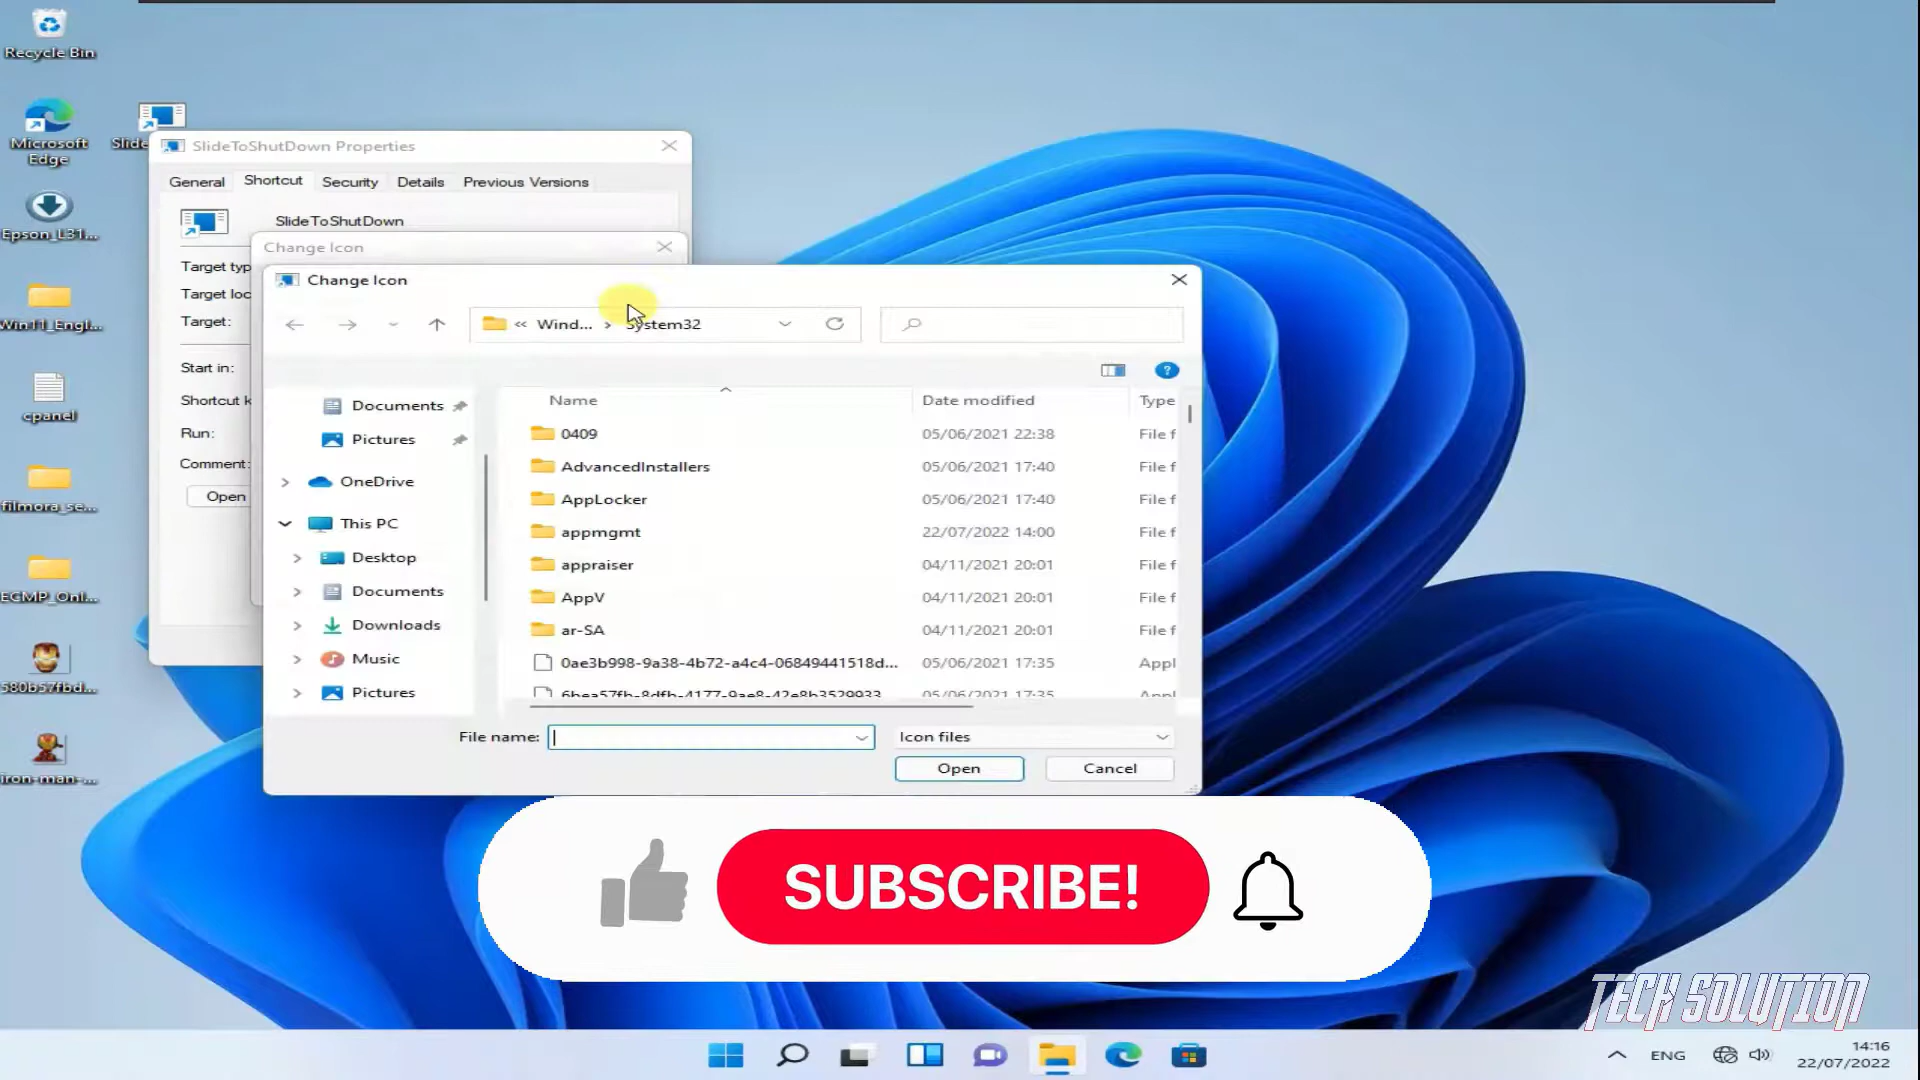 Recycle Bin
Microsoft
Edge
Slide
Epson_L31...
Win11_Engl...
cpanel
filmora_se...
EGMP_Onl...
580b57fbd...
iron-man-...
SlideToShutDown Properties
General
Shortcut
Security
Details
Previous Versions
SlideToShutDown
Target typ
Target loc
Target:
Start in:
Shortcut k
Run:
Comment:
Open
Change Icon
Change Icon
« Wind... › System32
Documents
Pictures
OneDrive
This PC
Desktop
Documents
Downloads
Music
Pictures
Name Date modified Type
0409 05/06/2021 22:38 File f
AdvancedInstallers 05/06/2021 17:40 File f
AppLocker 05/06/2021 17:40 File f
appmgmt 22/07/2022 14:00 File f
appraiser 04/11/2021 20:01 File f
AppV 04/11/2021 20:01 File f
ar-SA 04/11/2021 20:01 File f
0ae3b998-9a38-4b72-a4c4-06849441518d... 05/06/2021 17:35 Appl
6bea57fb-8dfb-4177-9ae8-42e8b3529933 05/06/2021 17:35 Appl
File name:
Icon files
Open
Cancel
SUBSCRIBE!
TECH SOLUTION
ENG
14:16
22/07/2022